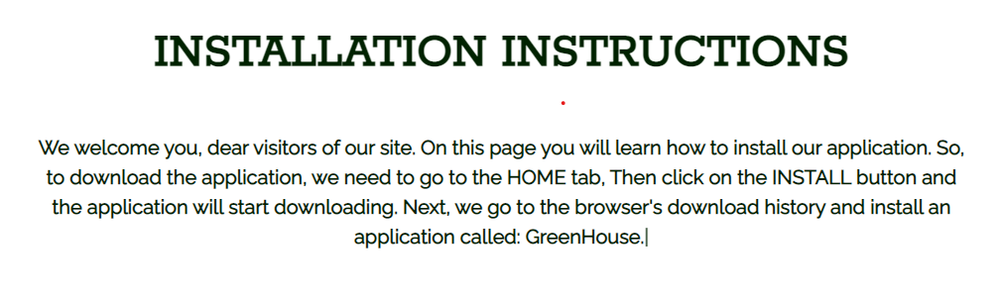 INSTALLATION INSTRUCTIONS
We welcome you, dear visitors of our site. On this page you will learn how to install our application. So,
to download the application, we need to go to the HOME tab, Then click on the INSTALL button and
the application will start downloading. Next, we go to the browser's download history and install an
application called: GreenHouse.